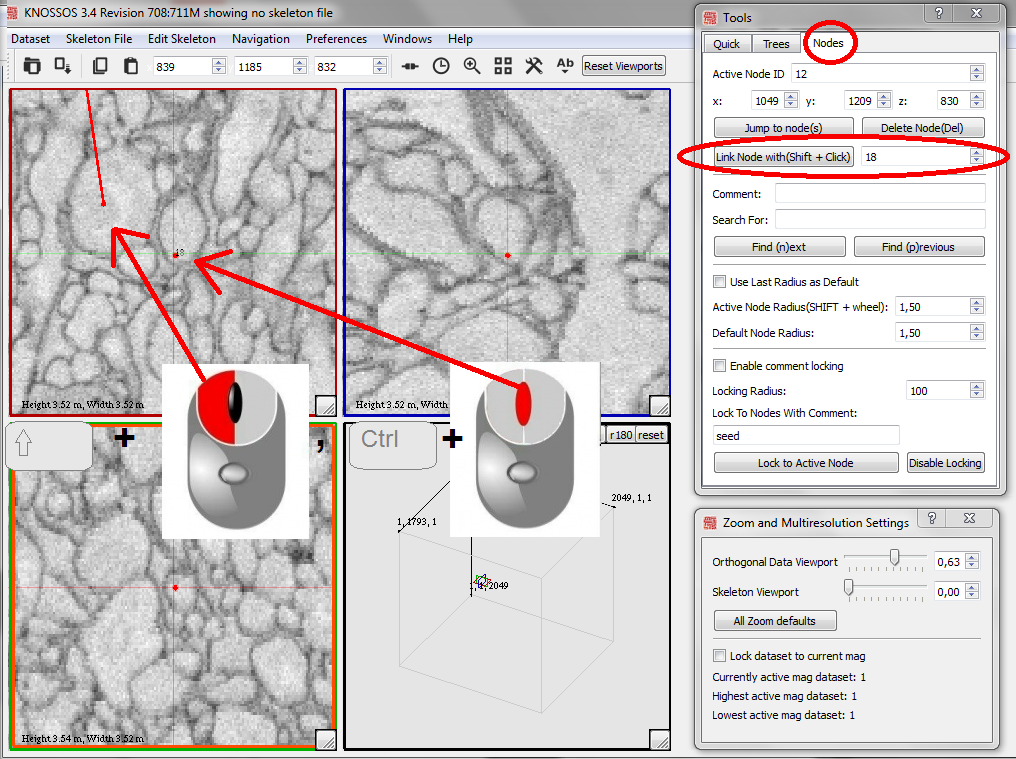 KNOSSOS 3.4 Revision 708:711M showing no skeleton file
Dataset Skeleton File Edit Skeleton Navigation Preferences Windows Help
839 1185 832 Ab Reset Viewports
18
Height 3.52 m, Width 3.52 m
Height 3.52 m, Width
+ ,
Ctrl +
r180 reset
2049, 1, 1
1, 1793, 1
1, 1, 2049
Height 3.54 m, Width 3.52 m
Tools
Quick Trees Nodes
Active Node ID 12
x: 1049 y: 1209 z: 830
Jump to node(s) Delete Node(Del)
Link Node with(Shift + Click) 18
Comment:
Search For:
Find (n)ext Find (p)revious
Use Last Radius as Default
Active Node Radius(SHIFT + wheel): 1,50
Default Node Radius: 1,50
Enable comment locking
Locking Radius: 100
Lock To Nodes With Comment:
seed
Lock to Active Node Disable Locking
Zoom and Multiresolution Settings
Orthogonal Data Viewport 0,63
Skeleton Viewport 0,00
All Zoom defaults
Lock dataset to current mag
Currently active mag dataset: 1
Highest active mag dataset: 1
Lowest active mag dataset: 1